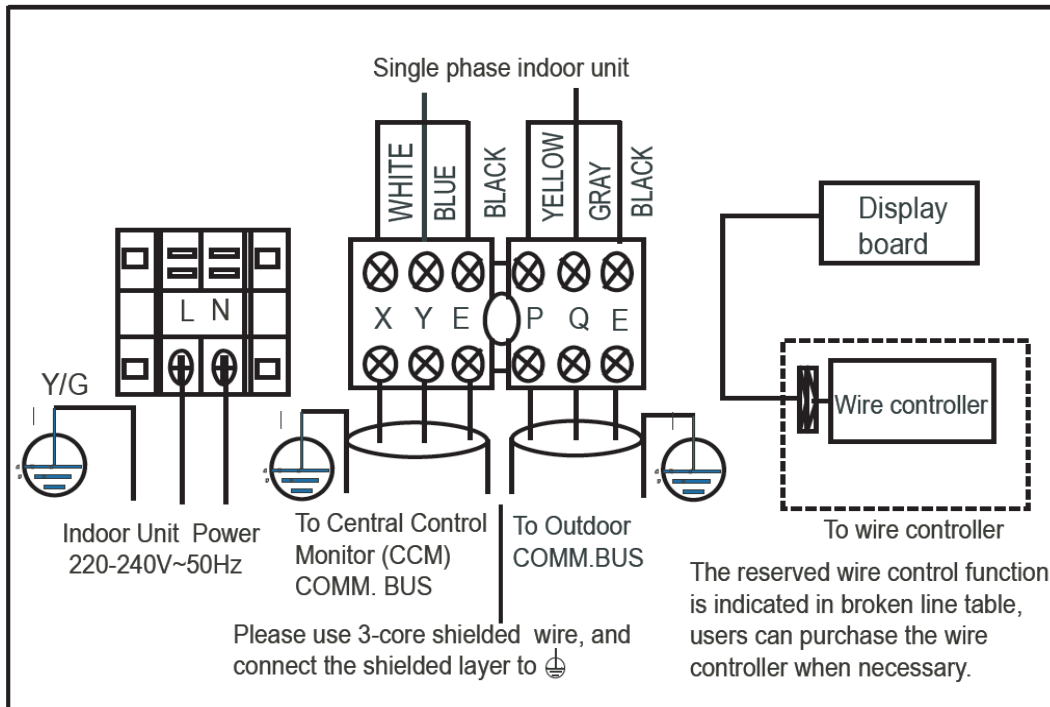 Single phase indoor unit
WHITE
BLUE
BLACK
YELLOW
GRAY
BLACK
Display
board
L N
X Y E
P Q E
Y/G
Wire controller
Indoor Unit Power
220-240V~50Hz
To Central Control
Monitor (CCM)
COMM. BUS
To Outdoor
COMM.BUS
To wire controller
Please use 3-core shielded wire, and
connect the shielded layer to
The reserved wire control function
is indicated in broken line table,
users can purchase the wire
controller when necessary.